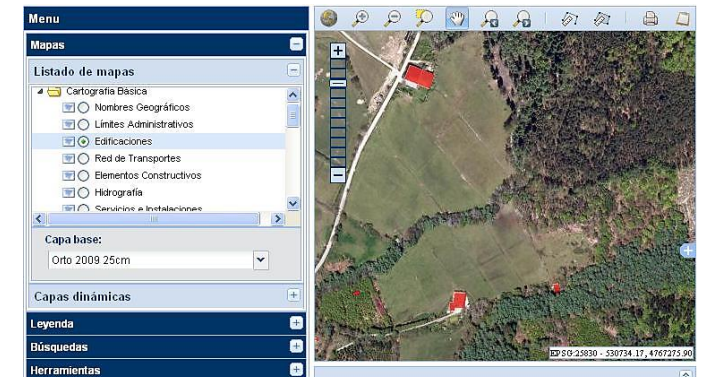 Menu
Mapas
Listado de mapas
Cartografía Básica
Nombres Geográficos
Límites Administrativos
Edificaciones
Red de Transportes
Elementos Constructivos
Hidrografía
Servicios e Instalaciones
Capa base:
Orto 2009 25cm
Capas dinámicas
Leyenda
Búsquedas
Herramientas
EPSG:25830 - 530734.17, 4767275.90